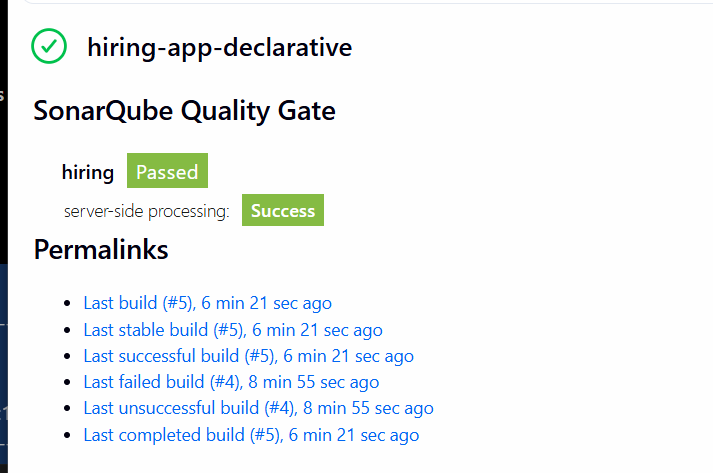 hiring-app-declarative
SonarQube Quality Gate
hiring Passed
server-side processing: Success
Permalinks
Last build (#5), 6 min 21 sec ago
Last stable build (#5), 6 min 21 sec ago
Last successful build (#5), 6 min 21 sec ago
Last failed build (#4), 8 min 55 sec ago
Last unsuccessful build (#4), 8 min 55 sec ago
Last completed build (#5), 6 min 21 sec ago